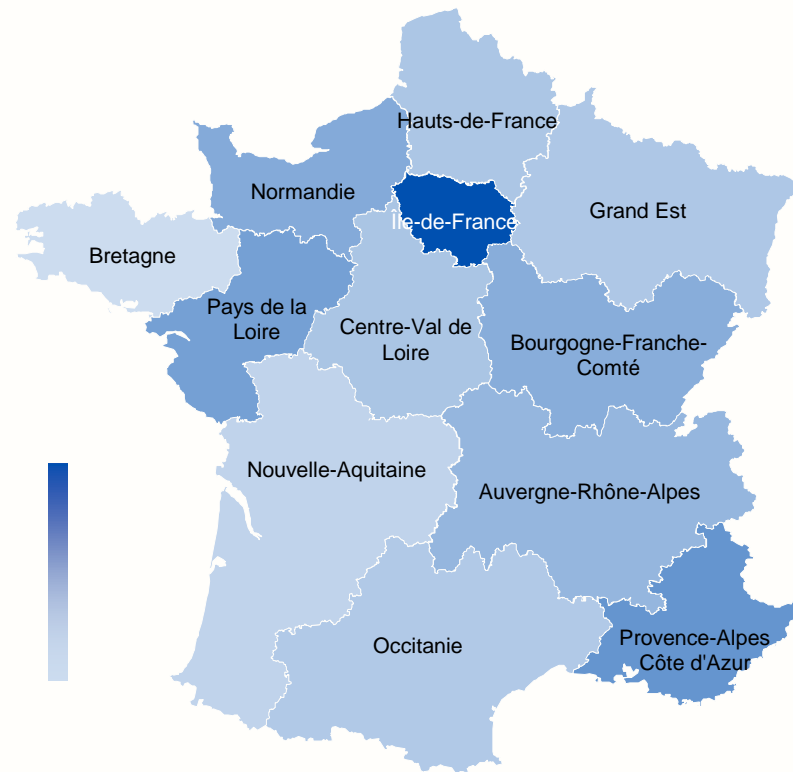 Hauts-de-France
Normandie
Grand Est
Île-de-France
Bretagne
Pays de la
Loire
Centre-Val de
Loire
Bourgogne-Franche-
Comté
Nouvelle-Aquitaine
Auvergne-Rhône-Alpes
Occitanie
Provence-Alpes
Côte d'Azur